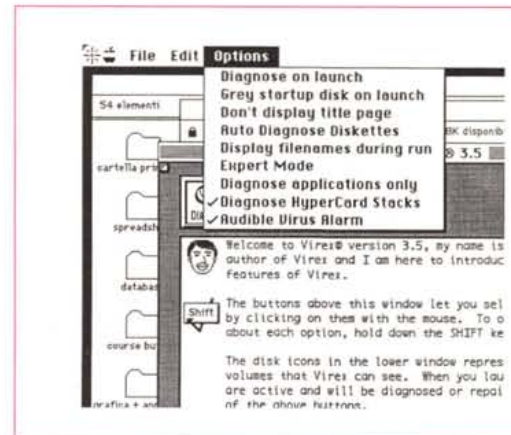 File Edit Options
Diagnose on launch
Grey startup disk on launch
Don't display title page
Auto Diagnose Diskettes
Display filenames during run
Expert Mode
Diagnose applications only
✓Diagnose HyperCard Stacks
✓Audible Virus Alarm
54 elementi
BK disponib
® 3.5
cartella pri
spreadsh
databas
course bu
grafica +
Welcome to Virex® version 3.5, my name is
author of Virex and I am here to introduc
features of Virex.
Shift
The buttons above this window let you sel
by clicking on them with the mouse. To o
about each option, hold down the SHIFT ke
The disk icons in the lower window repres
volumes that Virex can see. When you lau
are active and will be diagnosed or repai
of the above buttons.